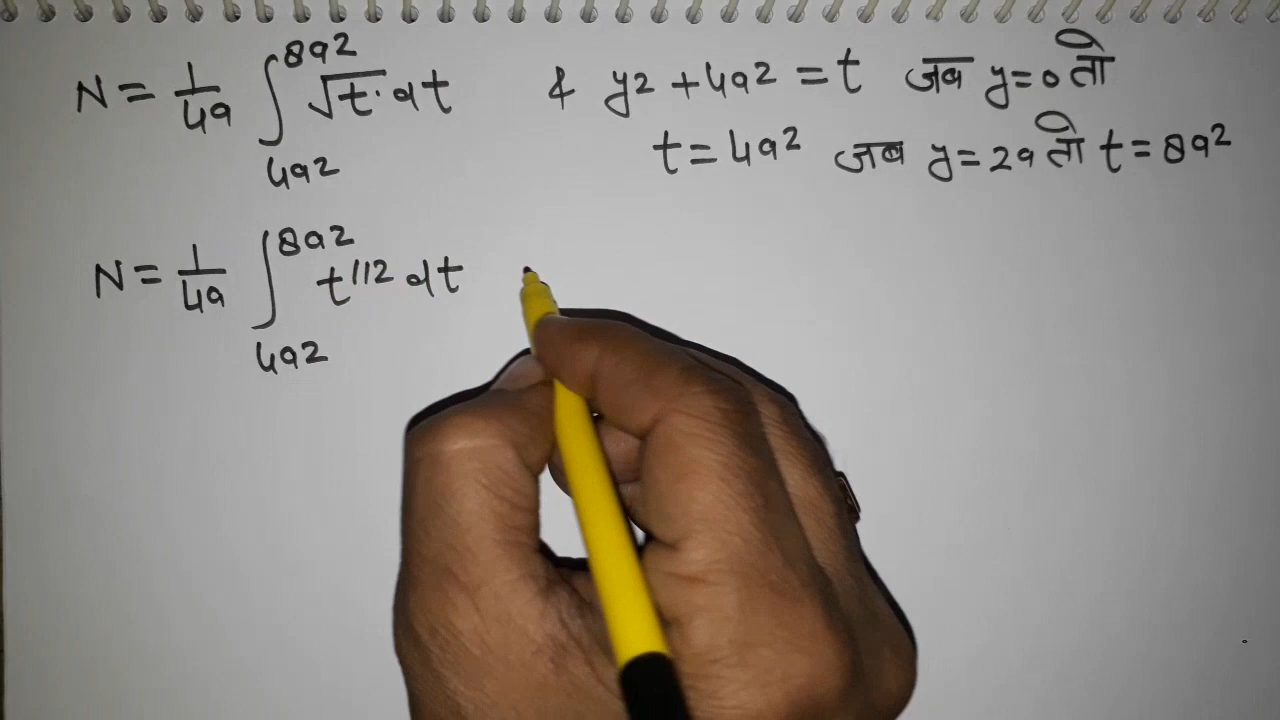 N = 1/4a ∫_{4a2}^{8a2} √t · dt & y2 + 4a2 = t जब y=0 तो
t = 4a2 जब y=2a तो t = 8a2
N = 1/4a ∫_{4a2}^{8a2} t^{1/2} dt